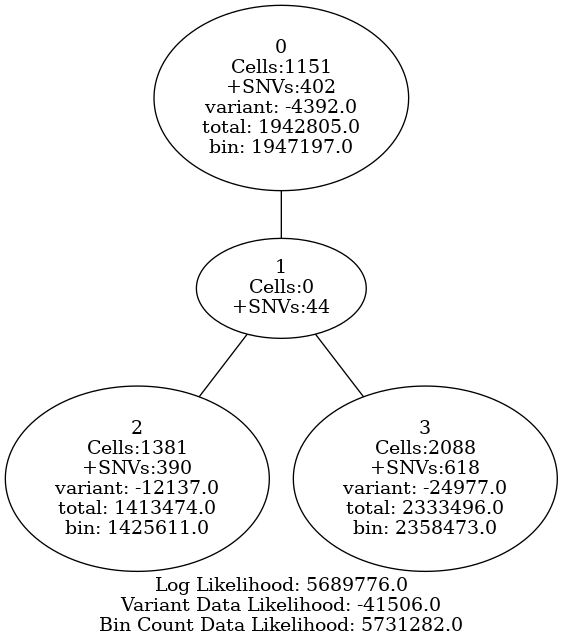 0
Cells:1151
+SNVs:402
variant: -4392.0
total: 1942805.0
bin: 1947197.0
1
Cells:0
+SNVs:44
2
Cells:1381
+SNVs:390
variant: -12137.0
total: 1413474.0
bin: 1425611.0
3
Cells:2088
+SNVs:618
variant: -24977.0
total: 2333496.0
bin: 2358473.0
Log Likelihood: 5689776.0
Variant Data Likelihood: -41506.0
Bin Count Data Likelihood: 5731282.0